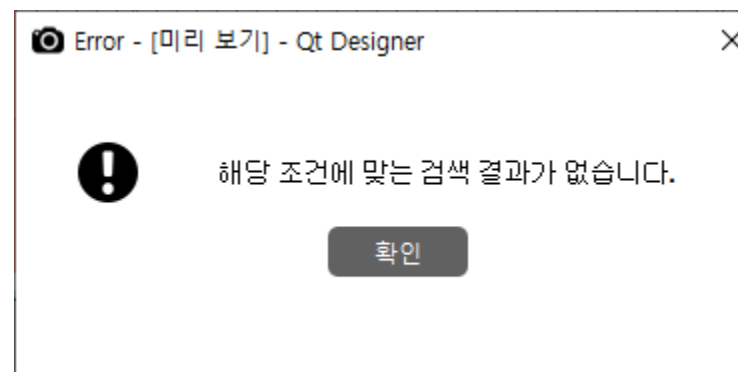 Error - [미리 보기] - Qt Designer
해당 조건에 맞는 검색 결과가 없습니다.
확인